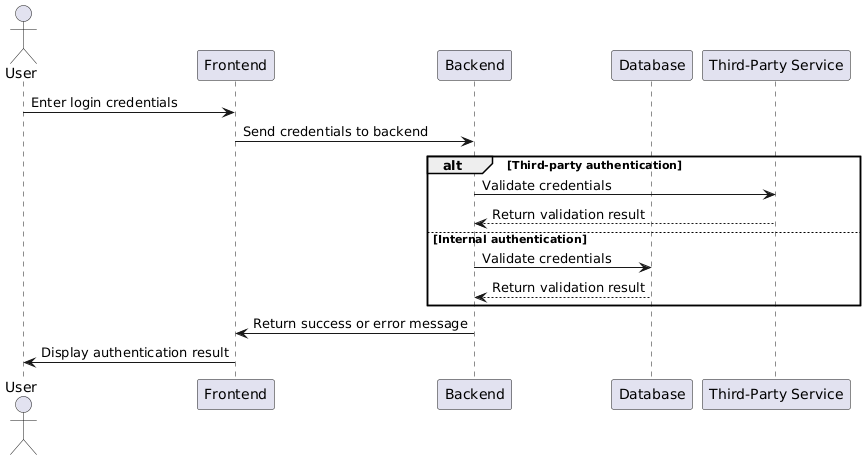 User
Frontend
Backend
Database
Third-Party Service
Enter login credentials
Send credentials to backend
alt
[Third-party authentication]
Validate credentials
Return validation result
[Internal authentication]
Validate credentials
Return validation result
Return success or error message
Display authentication result
User
Frontend
Backend
Database
Third-Party Service